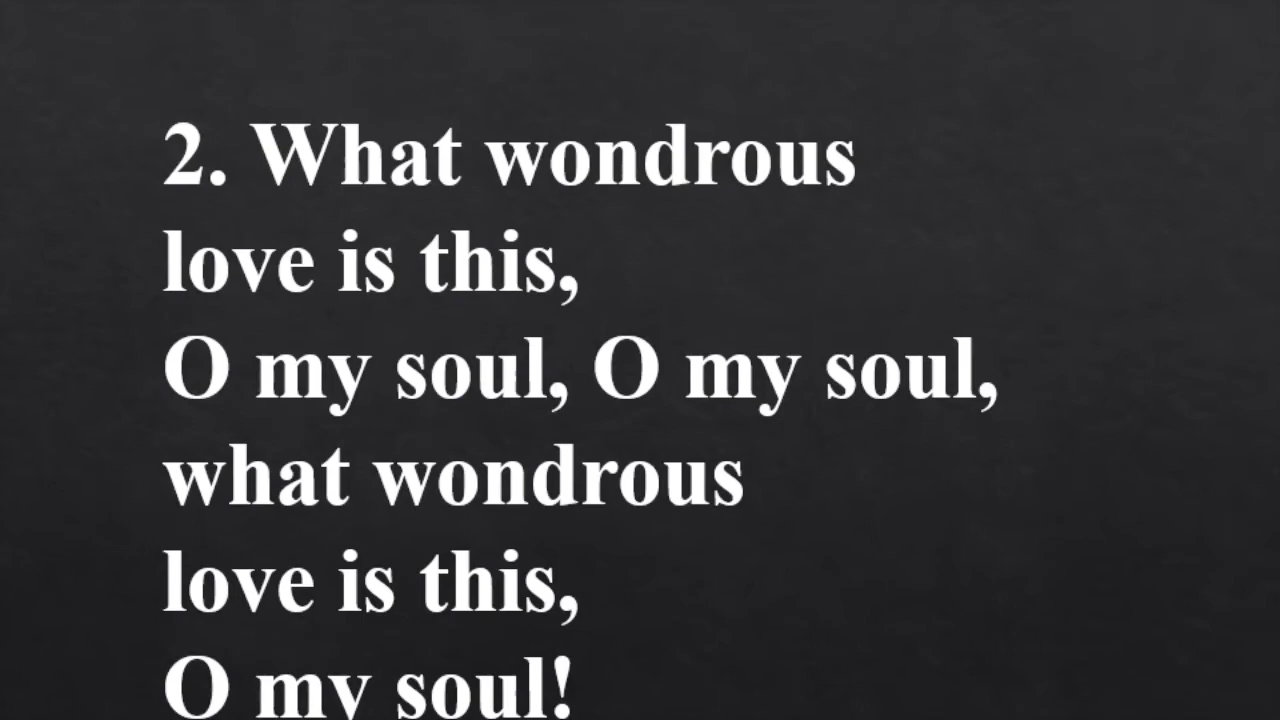 2. What wondrous
love is this,
O my soul, O my soul,
what wondrous
love is this,
O my soul!